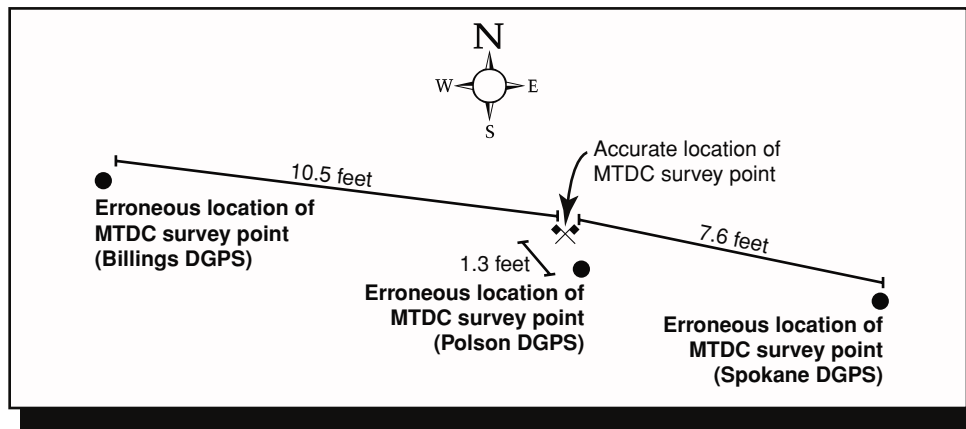 N
W
E
S
Accurate location of
MTDC survey point
10.5 feet
7.6 feet
Erroneous location of
MTDC survey point
(Billings DGPS)
1.3 feet
Erroneous location of
MTDC survey point
(Polson DGPS)
Erroneous location of
MTDC survey point
(Spokane DGPS)